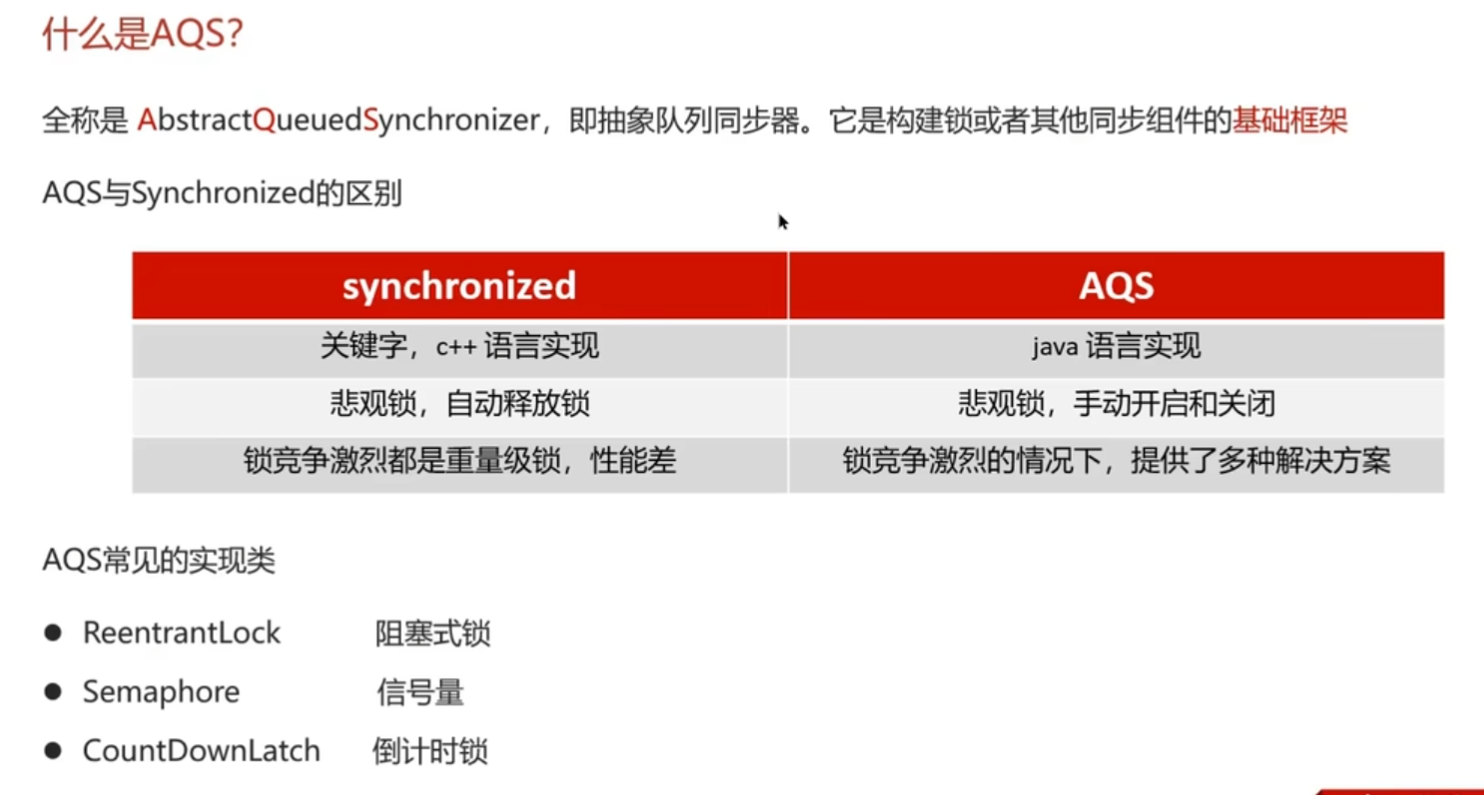 什么是AQS?
全称是 AbstractQueuedSynchronizer，即抽象队列同步器。它是构建锁或者其他同步组件的基础框架
AQS与Synchronized的区别
synchronized AQS
关键字，c++ 语言实现 java 语言实现
悲观锁，自动释放锁 悲观锁，手动开启和关闭
锁竞争激烈都是重量级锁，性能差 锁竞争激烈的情况下，提供了多种解决方案
AQS常见的实现类
● ReentrantLock 阻塞式锁
● Semaphore 信号量
● CountDownLatch 倒计时锁